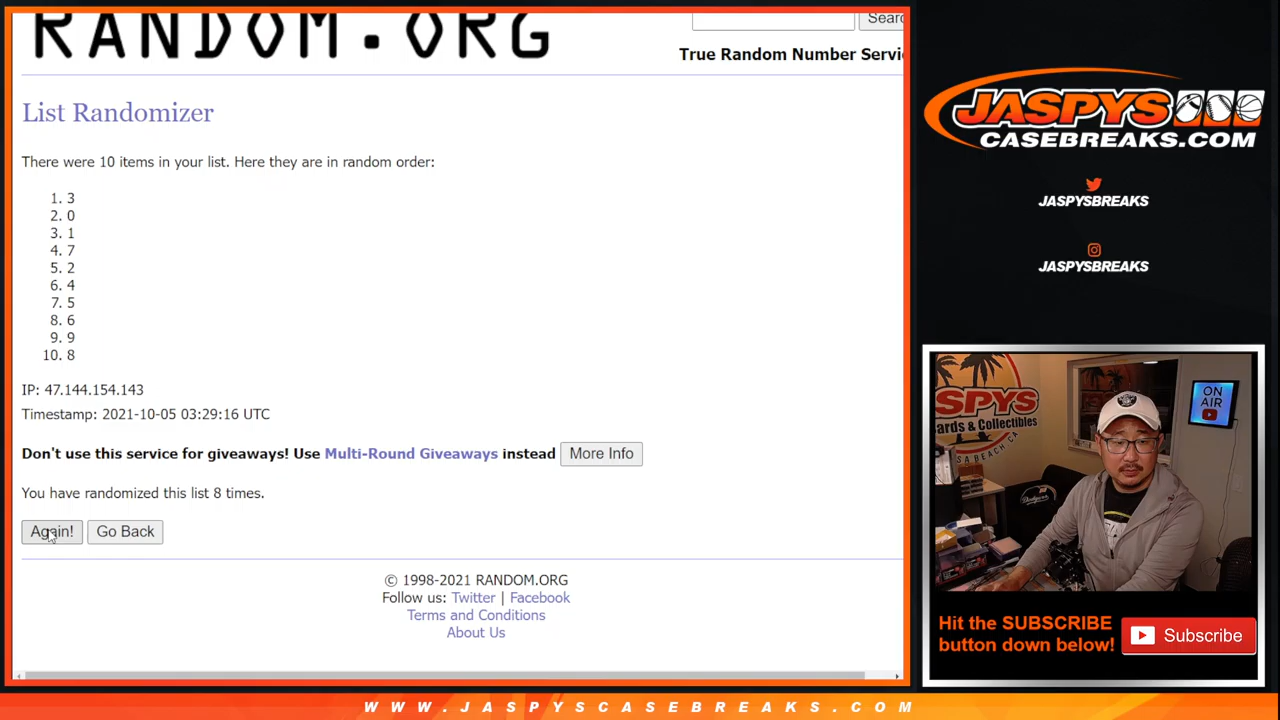 RANDOM.ORG
Searc
True Random Number Servi
List Randomizer
There were 10 items in your list. Here they are in random order:
1. 3
2. 0
3. 1
4. 7
5. 2
6. 4
7. 5
8. 6
9. 9
10. 8
IP: 47.144.154.143
Timestamp: 2021-10-05 03:29:16 UTC
Don't use this service for giveaways! Use Multi-Round Giveaways instead More Info
You have randomized this list 8 times.
Again! Go Back
© 1998-2021 RANDOM.ORG
Follow us: Twitter | Facebook
Terms and Conditions
About Us
JASPYS
CASEBREAKS.COM
JASPYSBREAKS
JASPYSBREAKS
ON
AIR
SPYS
ards & Collectibles
Dodgers
Hit the SUBSCRIBE
button down below!
Subscribe
WWW.JASPYSCASEBREAKS.COM